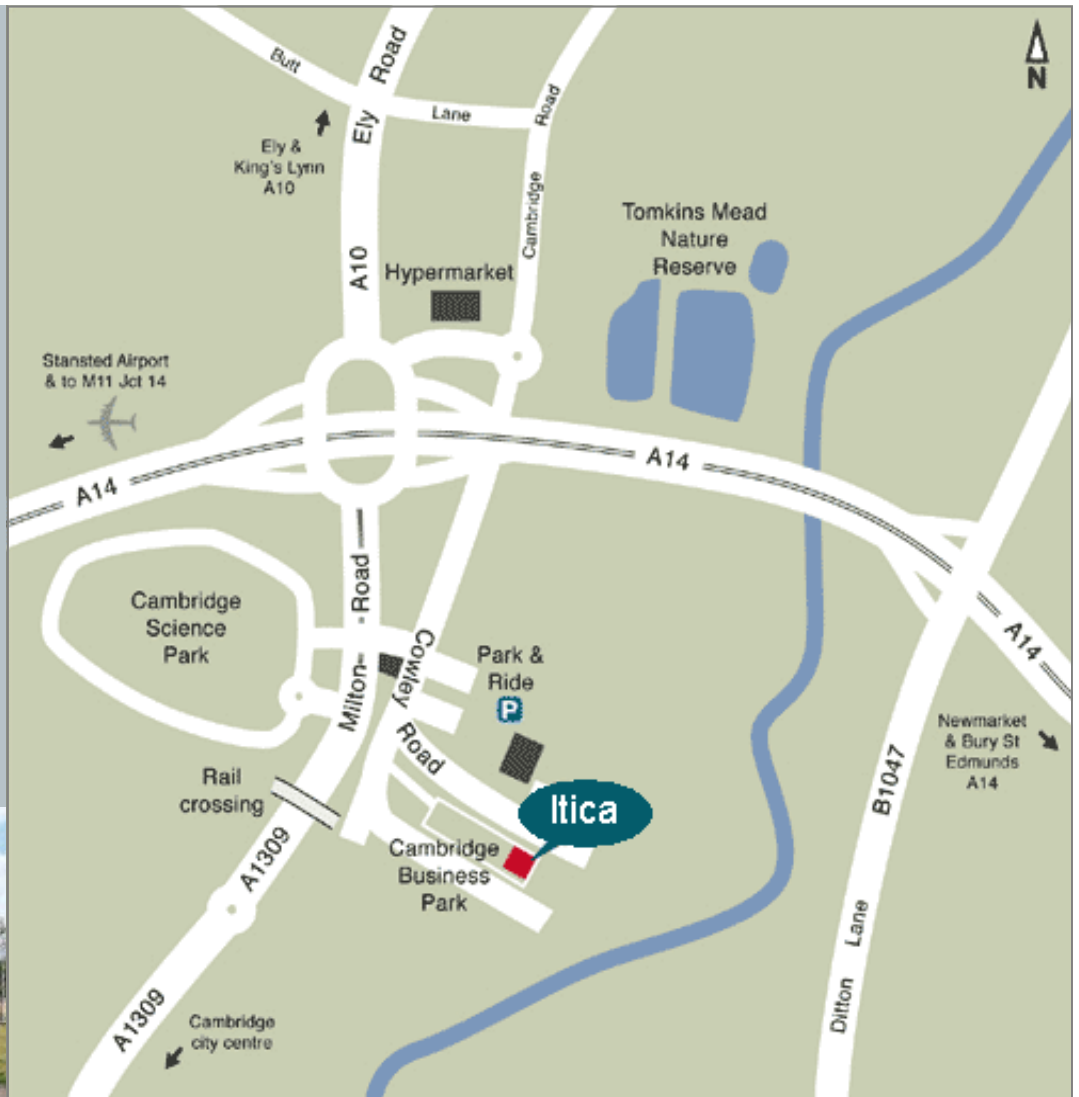 N
Butt
Lane
Ely Road
Cambridge
Road
Ely &
King's Lynn
A10
A10
Hypermarket
Tomkins Mead
Nature
Reserve
Stansted Airport
& to M11 Jct 14
A14
A14
A14
Cambridge
Science
Park
Milton
Road
Cowley
Road
Park &
Ride
P
Newmarket
& Bury St
Edmunds
A14
B1047
Ditton Lane
Rail
crossing
Itica
Cambridge
Business
Park
A1309
A1309
Cambridge
city centre